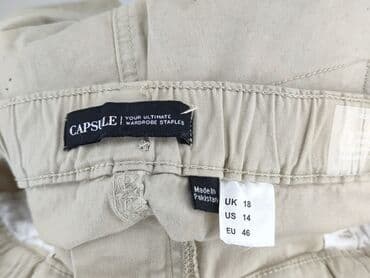 CAPSULE | YOUR ULTIMATE
WARDROBE STAPLES
Made In
Pakistan
UK 18
US 14
EU 46